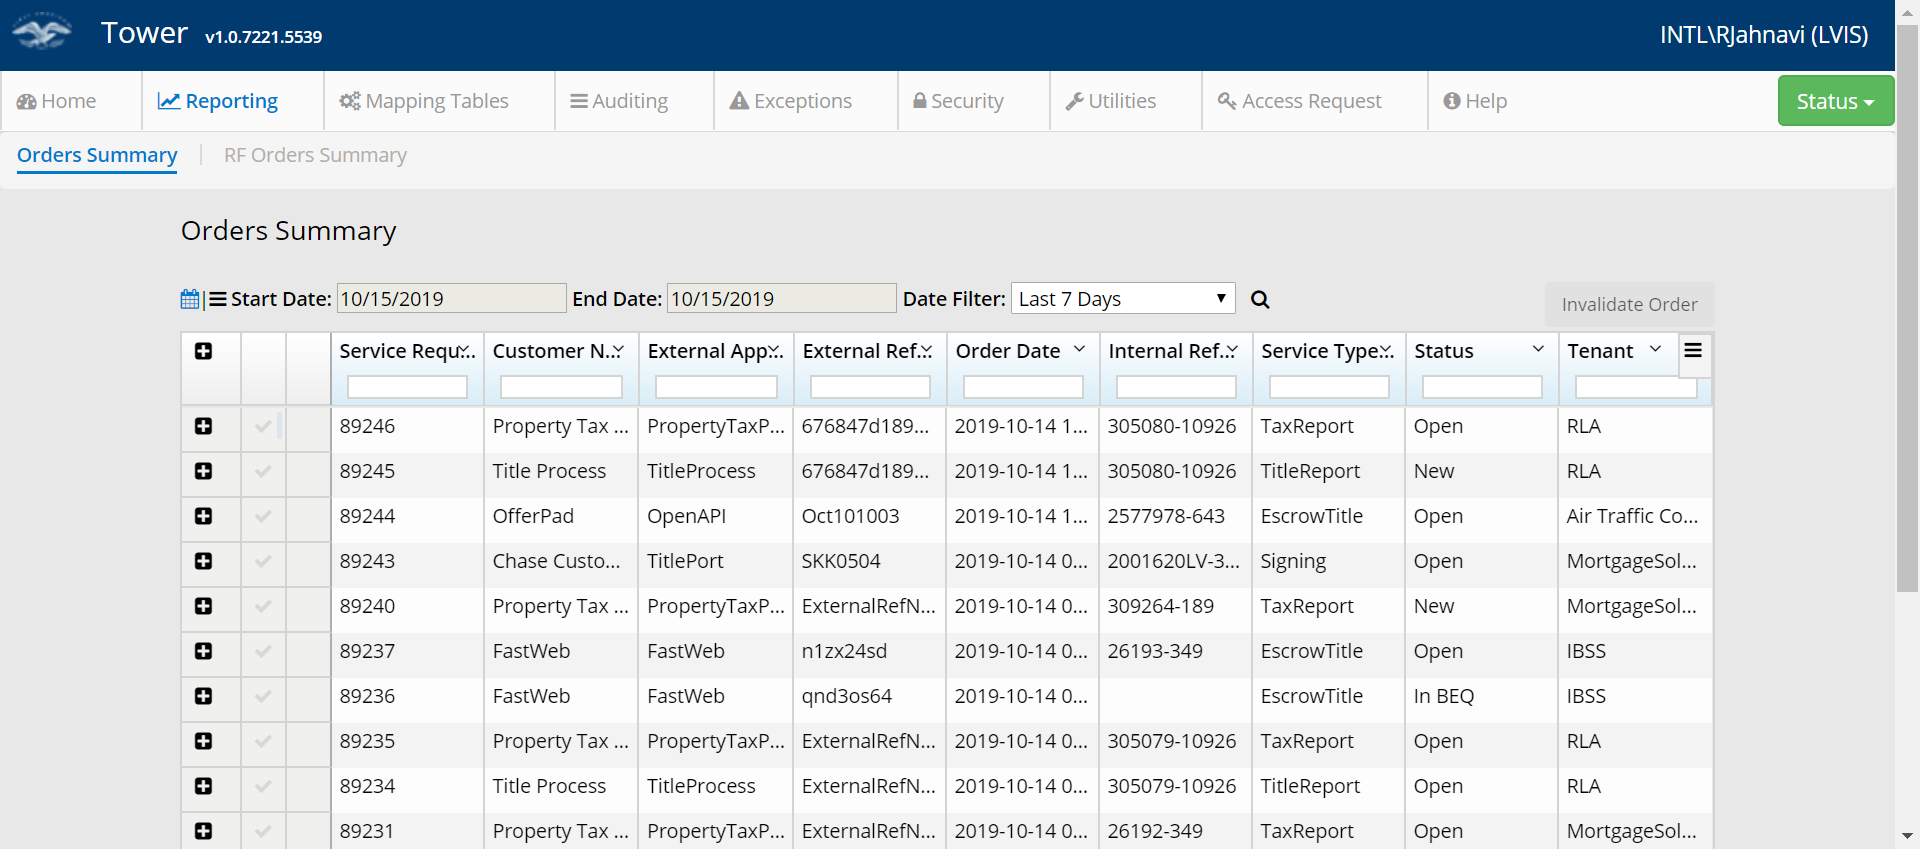 Tower v1.0.7221.5539
INTL\RJahnavi (LVIS)
Home
Reporting
Mapping Tables
Auditing
Exceptions
Security
Utilities
Access Request
Help
Status
Orders Summary | RF Orders Summary
Orders Summary
Start Date: 10/15/2019 End Date: 10/15/2019 Date Filter: Last 7 Days
Invalidate Order
Service Requ... Customer N... External App... External Ref... Order Date Internal Ref... Service Type... Status Tenant
89246 Property Tax ... PropertyTaxP... 676847d189... 2019-10-14 1... 305080-10926 TaxReport Open RLA
89245 Title Process TitleProcess 676847d189... 2019-10-14 1... 305080-10926 TitleReport New RLA
89244 OfferPad OpenAPI Oct101003 2019-10-14 1... 2577978-643 EscrowTitle Open Air Traffic Co...
89243 Chase Custo... TitlePort SKK0504 2019-10-14 0... 2001620LV-3... Signing Open MortgageSol...
89240 Property Tax ... PropertyTaxP... ExternalRefN... 2019-10-14 0... 309264-189 TaxReport New MortgageSol...
89237 FastWeb FastWeb n1zx24sd 2019-10-14 0... 26193-349 EscrowTitle Open IBSS
89236 FastWeb FastWeb qnd3os64 2019-10-14 0... EscrowTitle In BEQ IBSS
89235 Property Tax ... PropertyTaxP... ExternalRefN... 2019-10-14 0... 305079-10926 TaxReport Open RLA
89234 Title Process TitleProcess ExternalRefN... 2019-10-14 0... 305079-10926 TitleReport Open RLA
89231 Property Tax ... PropertyTaxP... ExternalRefN... 2019-10-14 0... 26192-349 TaxReport Open MortgageSol...